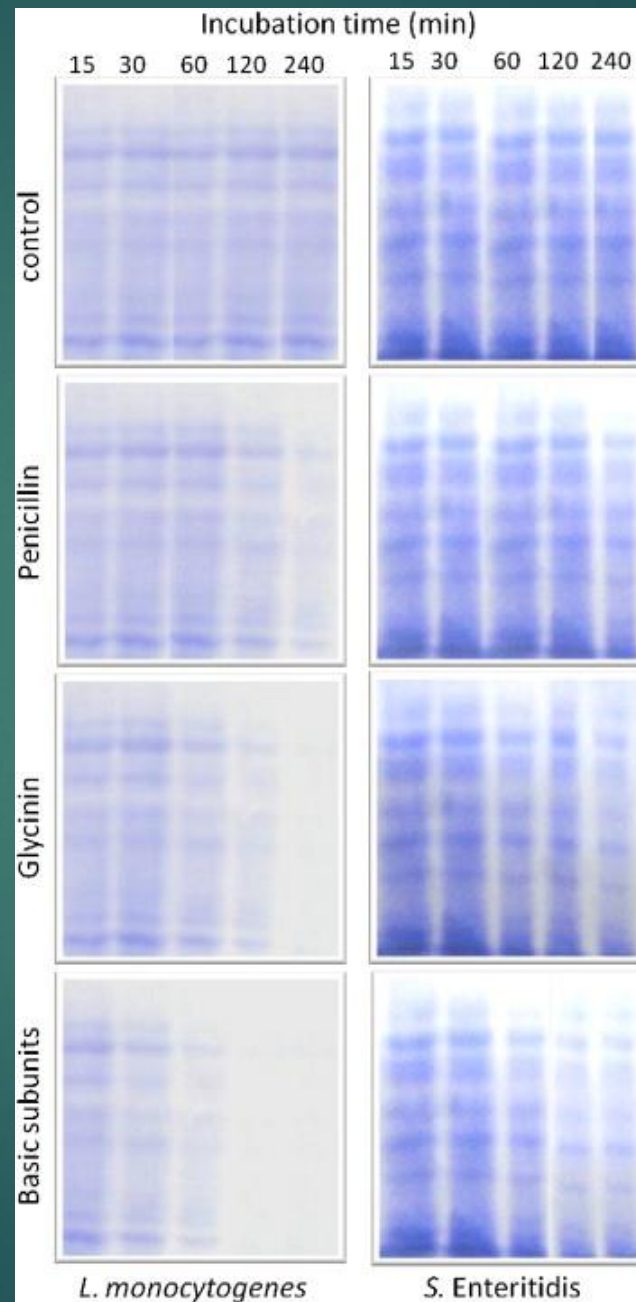 Incubation time (min)
15 30 60 120 240 15 30 60 120 240
control
Penicillin
Glycinin
Basic subunits
L. monocytogenes S. Enteritidis